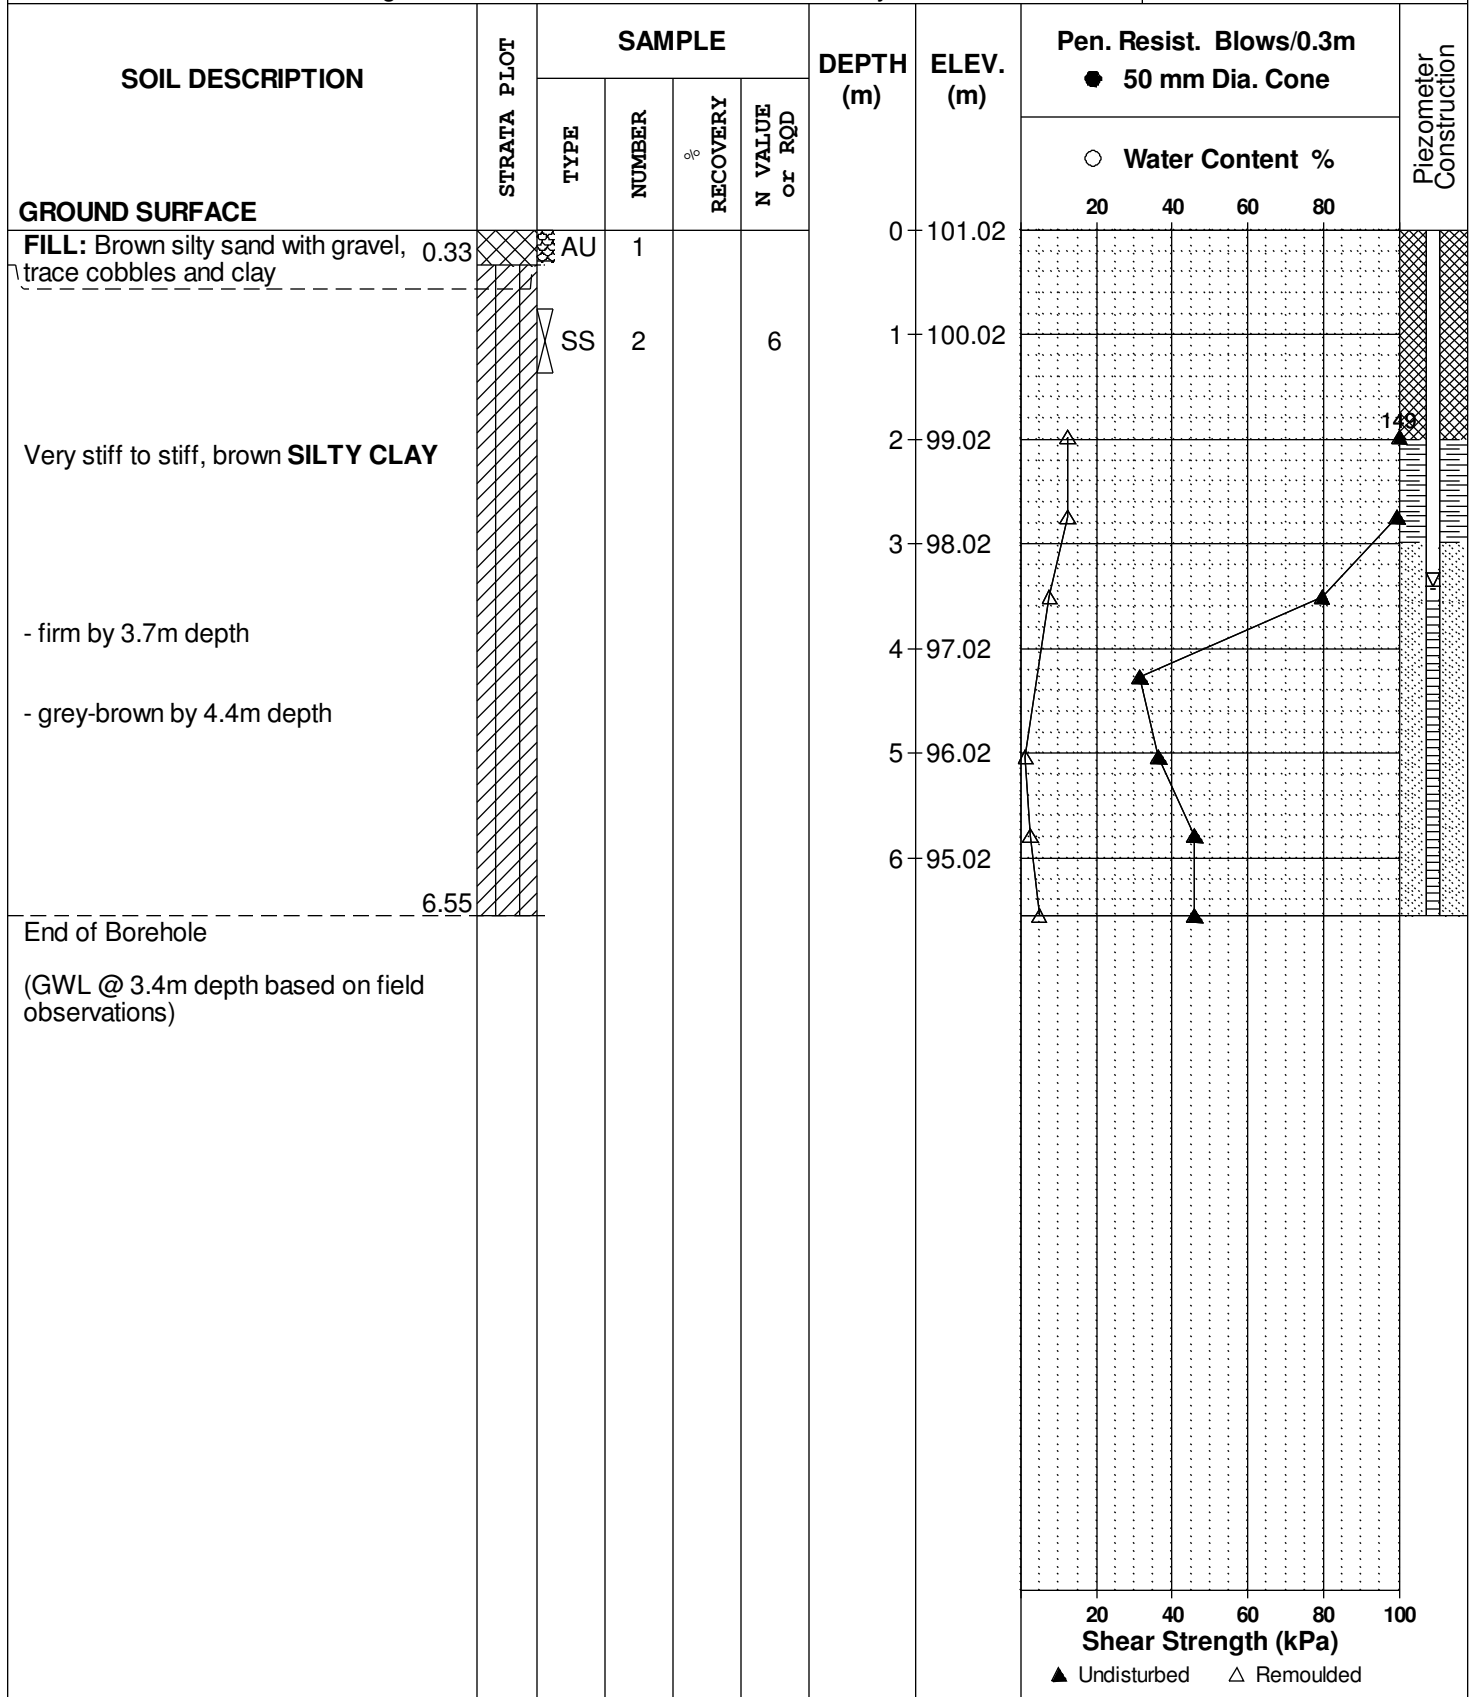 SOIL DESCRIPTION
GROUND SURFACE
STRATA PLOT
SAMPLE
TYPE
NUMBER
%
RECOVERY
N VALUE
or RQD
DEPTH
(m)
ELEV.
(m)
Pen. Resist. Blows/0.3m
● 50 mm Dia. Cone
○ Water Content %
20 40 60 80
Piezometer
Construction
FILL: Brown silty sand with gravel, 0.33
trace cobbles and clay
AU 1
0 101.02
SS 2 6
1 100.02
149
2 99.02
Very stiff to stiff, brown SILTY CLAY
3 98.02
- firm by 3.7m depth
4 97.02
- grey-brown by 4.4m depth
5 96.02
6 95.02
6.55
End of Borehole
(GWL @ 3.4m depth based on field
observations)
20 40 60 80 100
Shear Strength (kPa)
▲ Undisturbed △ Remoulded